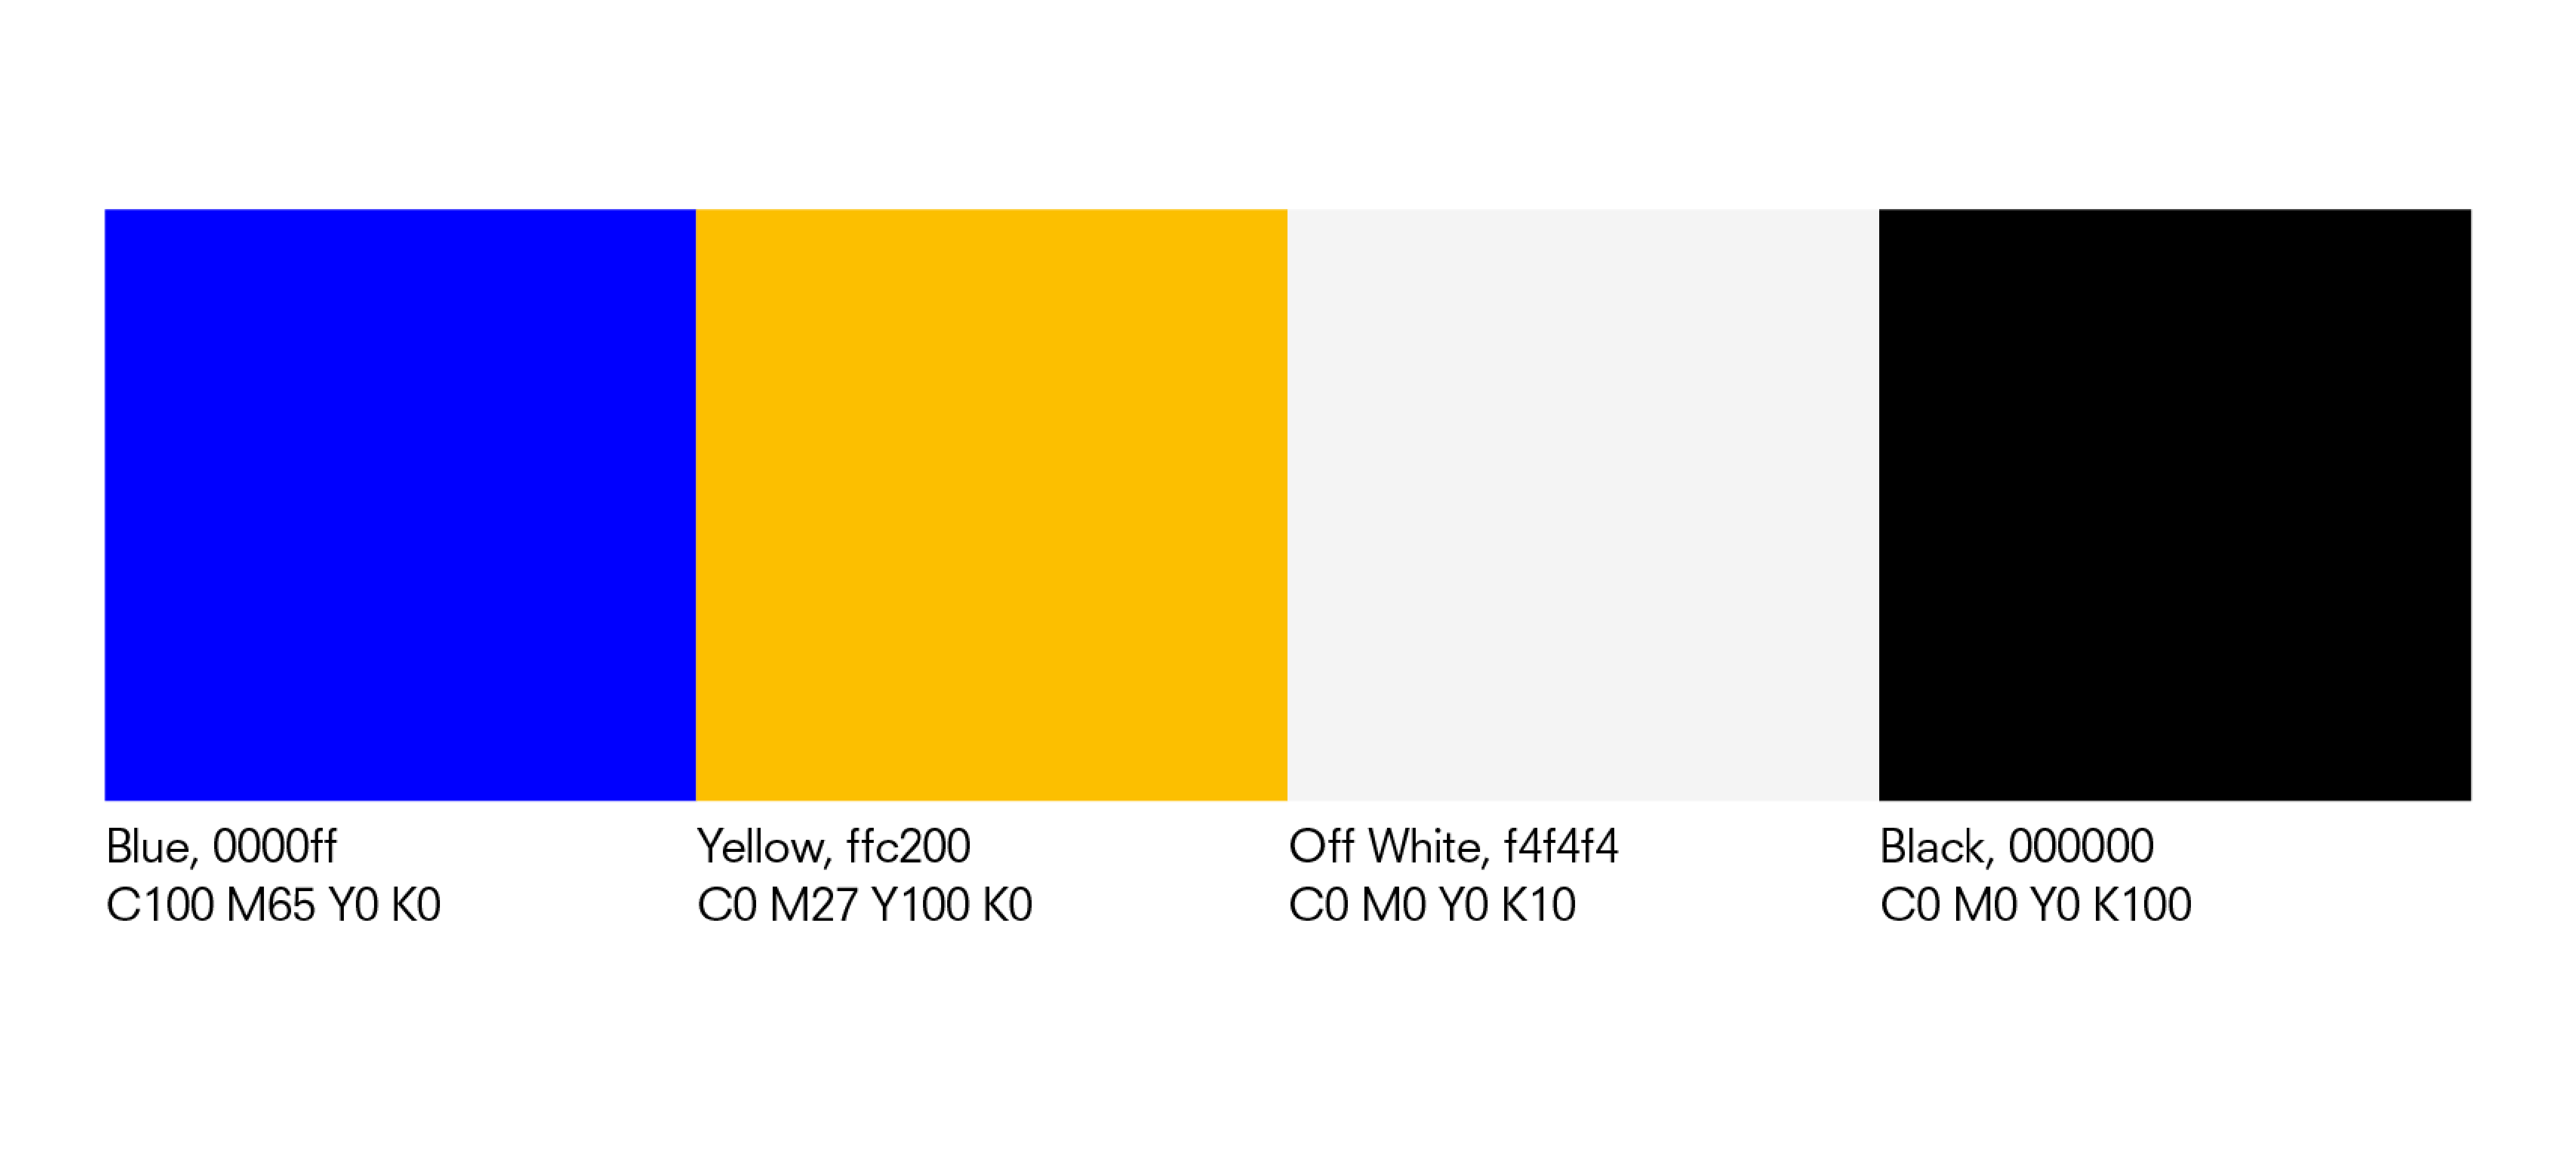 Blue, 0000ff
C100 M65 Y0 K0
Yellow, ffc200
C0 M27 Y100 K0
Off White, f4f4f4
C0 M0 Y0 K10
Black, 000000
C0 M0 Y0 K100